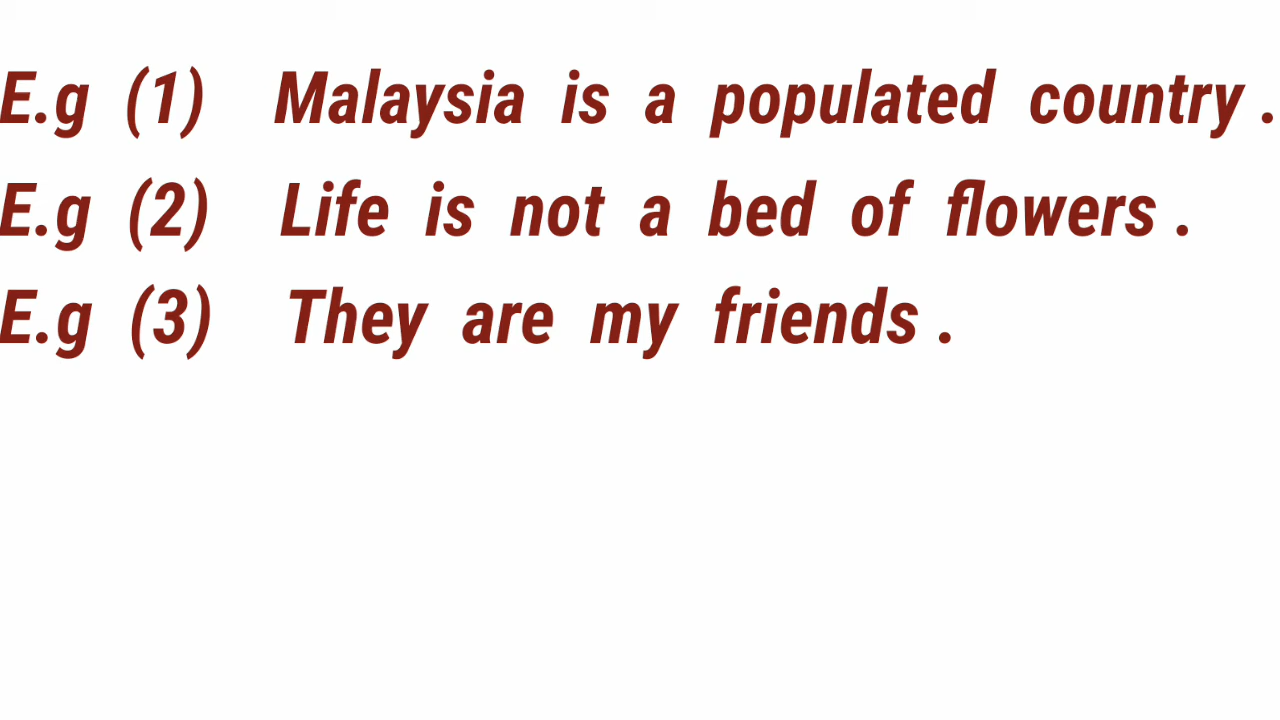 E.g (1) Malaysia is a populated country .
E.g (2) Life is not a bed of flowers .
E.g (3) They are my friends .